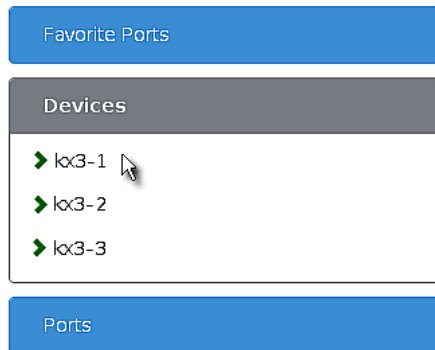 Favorite Ports
Devices
kx3-1
kx3-2
kx3-3
Ports